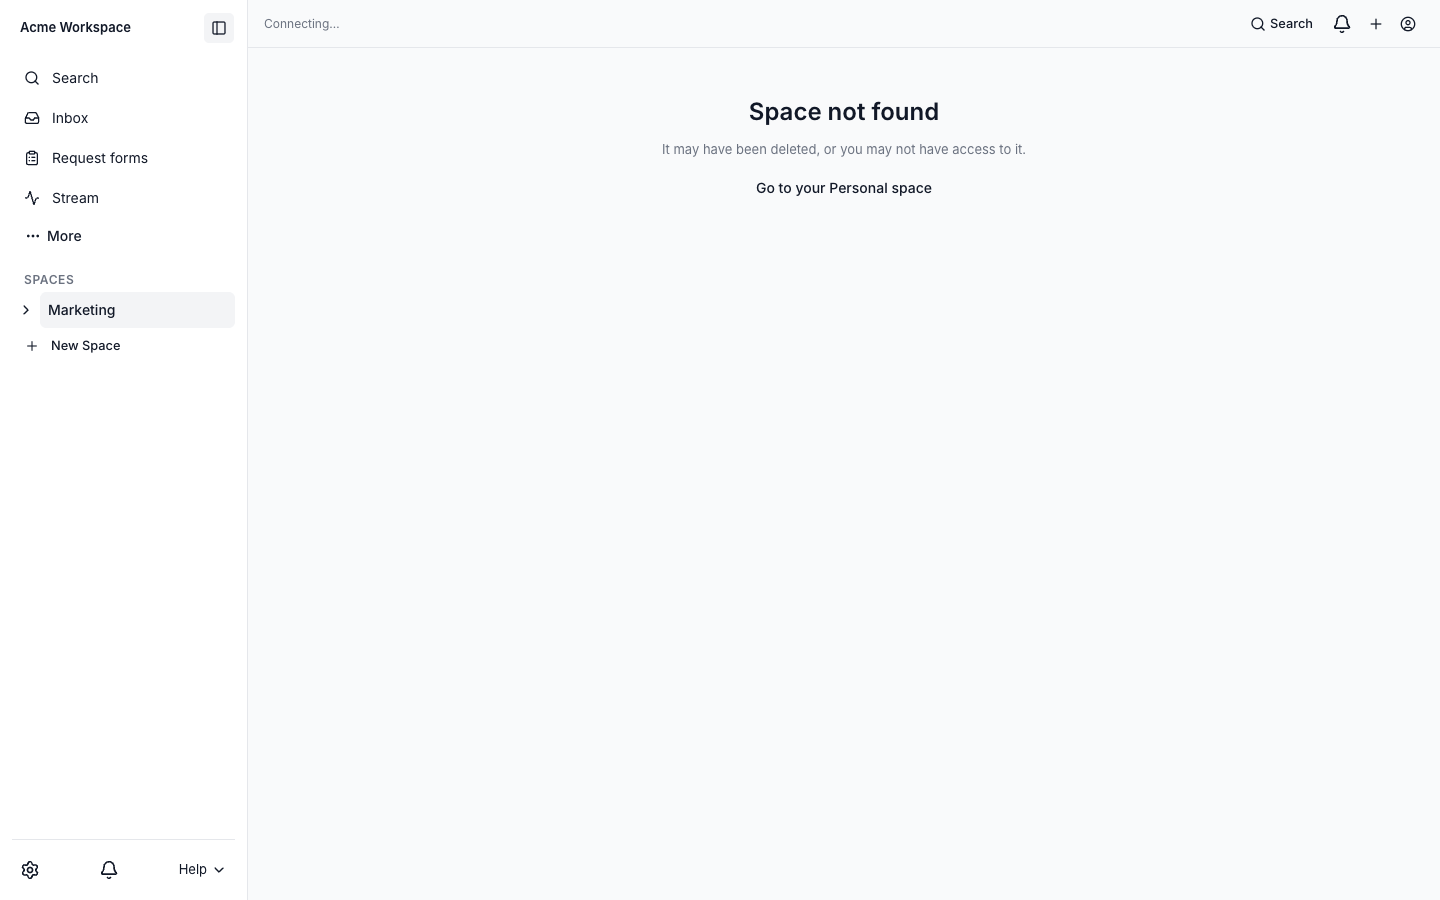 Acme Workspace
Search
Inbox
Request forms
Stream
More
SPACES
Marketing
New Space
Help
Connecting...
Search
Space not found
It may have been deleted, or you may not have access to it.
Go to your Personal space